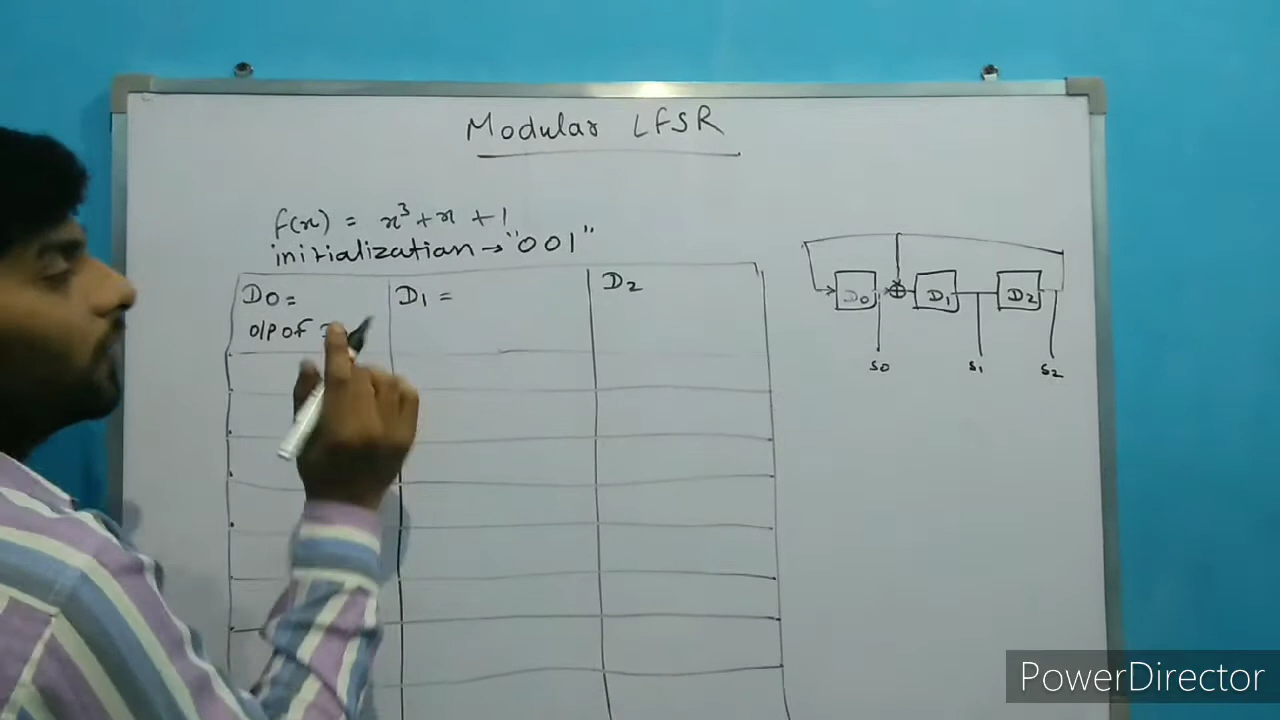 Modular LFSR
f(x) = x³ + x + 1
initialization → "001"
D0 =
O/P of
D1 =
D2
D0
⊕
D1
D2
S0
S1
S2
PowerDirector